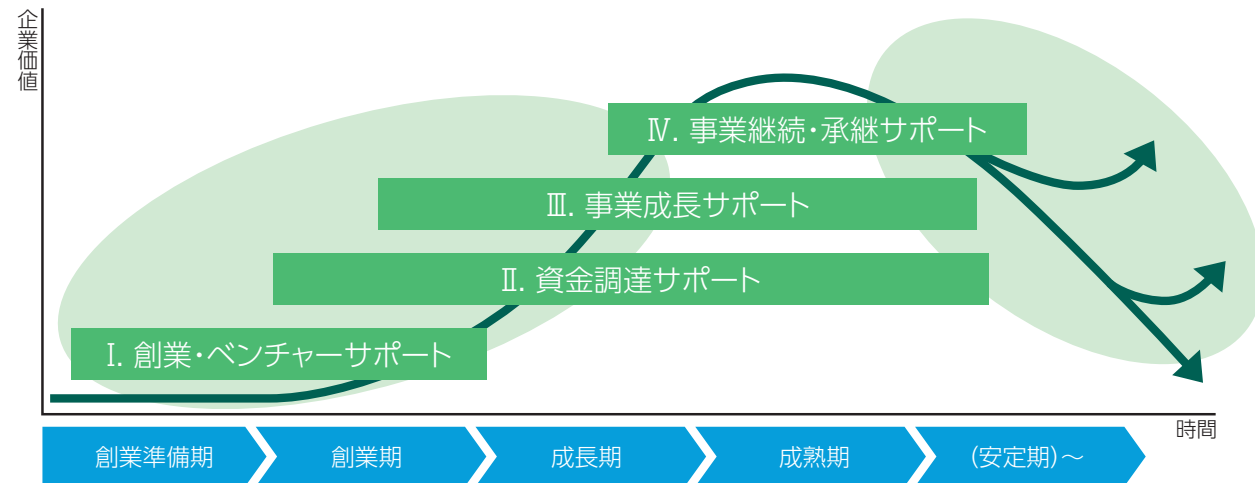 企業価値
Ⅳ. 事業継続・承継サポート
Ⅲ. 事業成長サポート
Ⅱ. 資金調達サポート
Ⅰ. 創業・ベンチャーサポート
時間
創業準備期
創業期
成長期
成熟期
(安定期)～